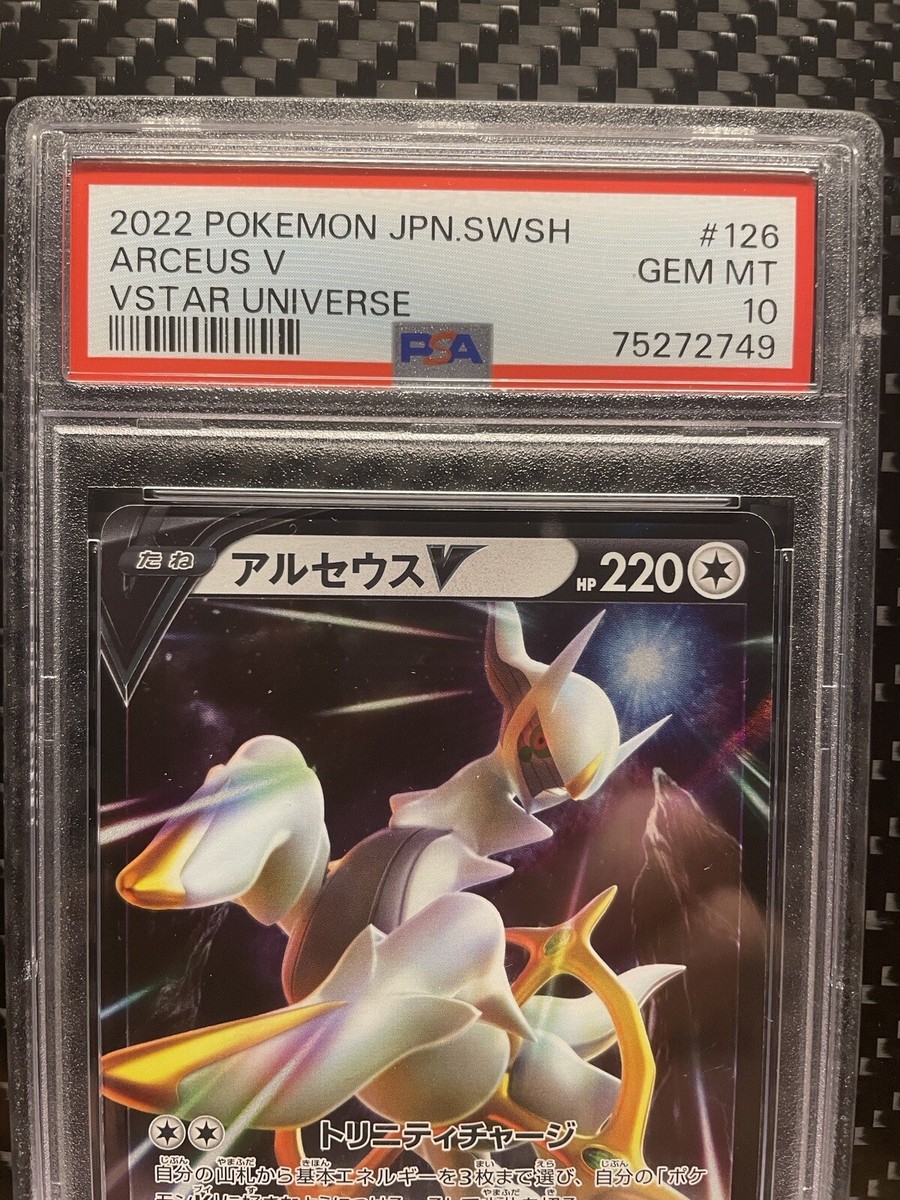 2022 POKEMON JPN.SWSH #126
ARCEUS V GEM MT
VSTAR UNIVERSE 10
PSA 75272749
たね アルセウスV HP 220
トリニティチャージ
自分の山札から基本エネルギーを3枚まで選び、自分の「ポケ